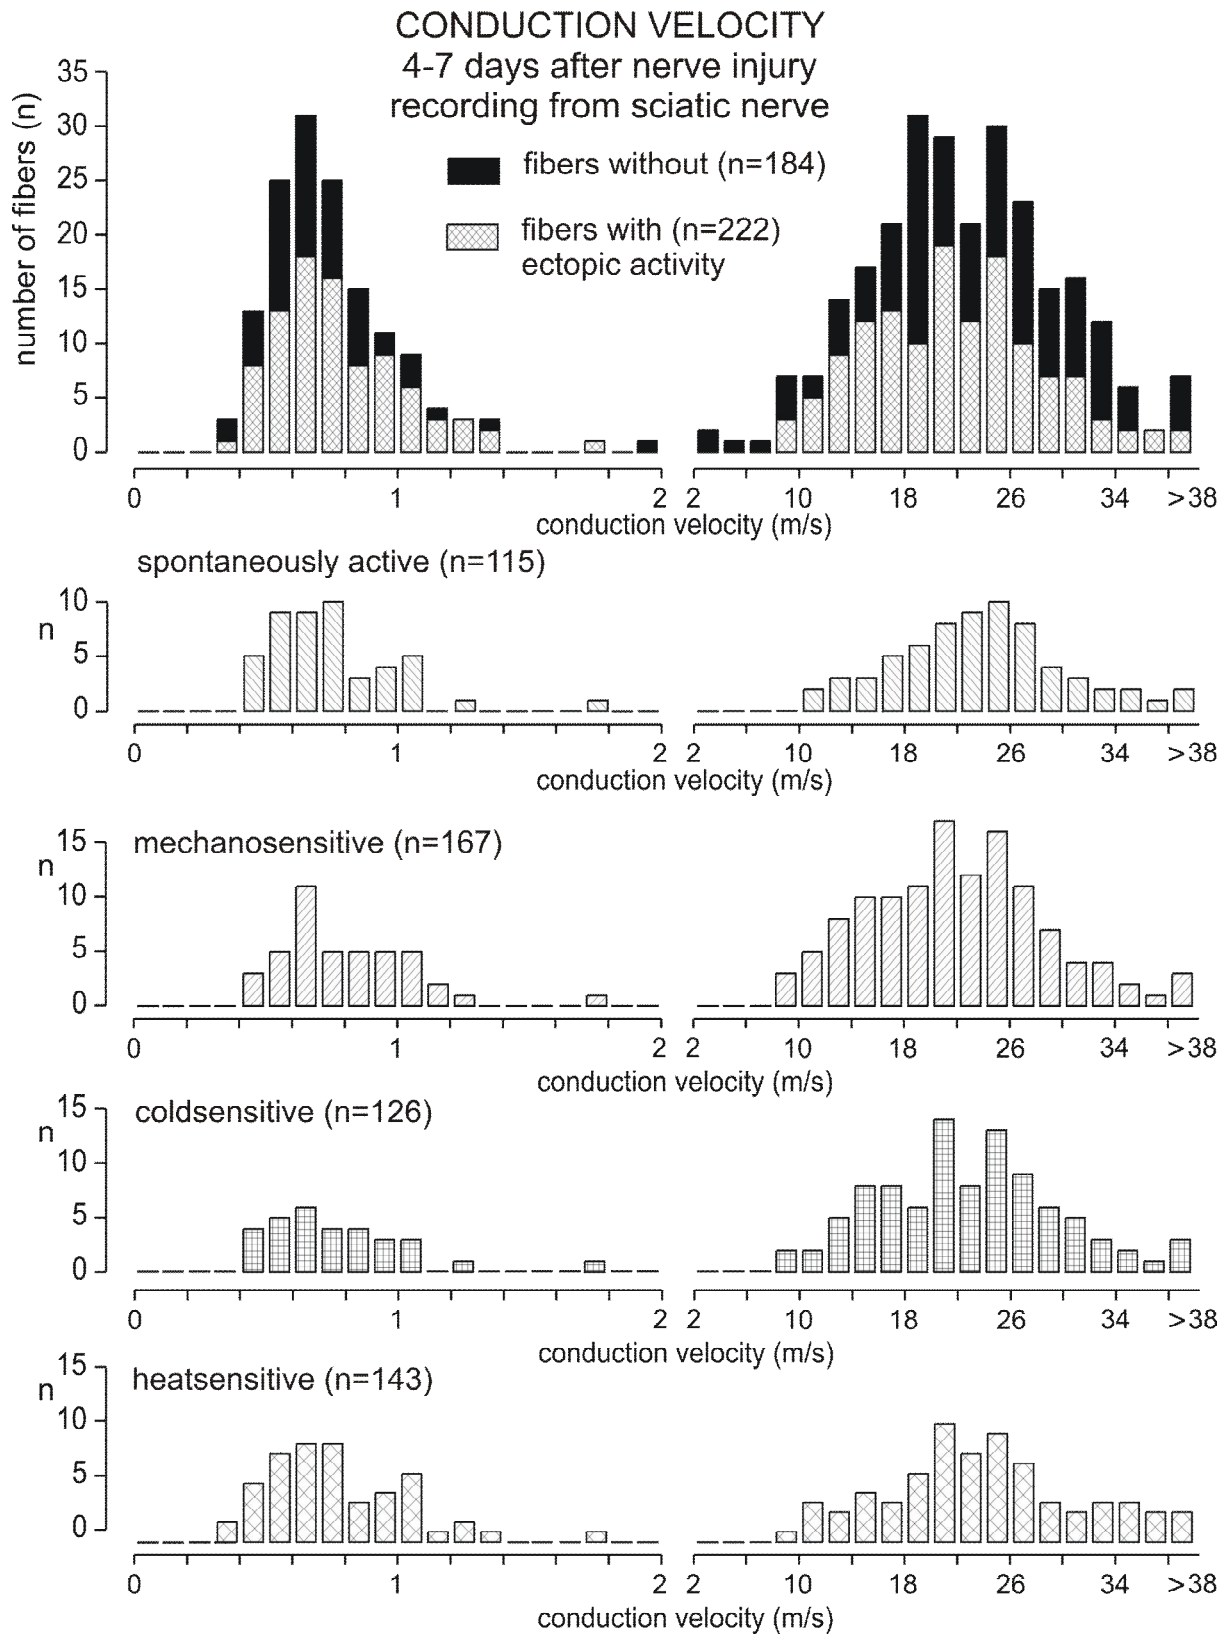 CONDUCTION VELOCITY
4-7 days after nerve injury
recording from sciatic nerve
number of fibers (n)
35
30
25
20
15
10
5
0
fibers without (n=184)
fibers with (n=222)
ectopic activity
0 1 2 2 10 18 26 34 >38
conduction velocity (m/s)
spontaneously active (n=115)
n
10
5
0
0 1 2 2 10 18 26 34 >38
conduction velocity (m/s)
mechanosensitive (n=167)
n
15
10
5
0
0 1 2 2 10 18 26 34 >38
conduction velocity (m/s)
coldsensitive (n=126)
n
15
10
5
0
0 1 2 2 10 18 26 34 >38
conduction velocity (m/s)
heatsensitive (n=143)
n
15
10
5
0
0 1 2 2 10 18 26 34 >38
conduction velocity (m/s)